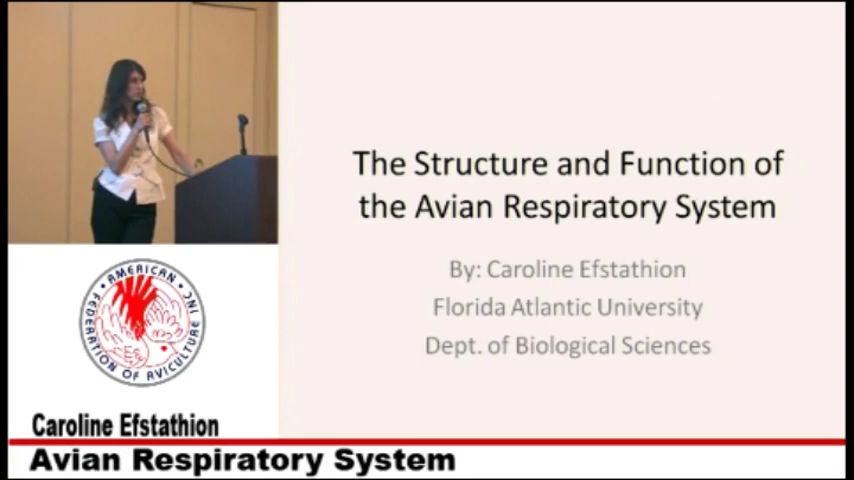 The Structure and Function of
the Avian Respiratory System
By: Caroline Efstathion
Florida Atlantic University
Dept. of Biological Sciences
AMERICAN
FEDERATION OF AVICULTURE INC
Caroline Efstathion
Avian Respiratory System